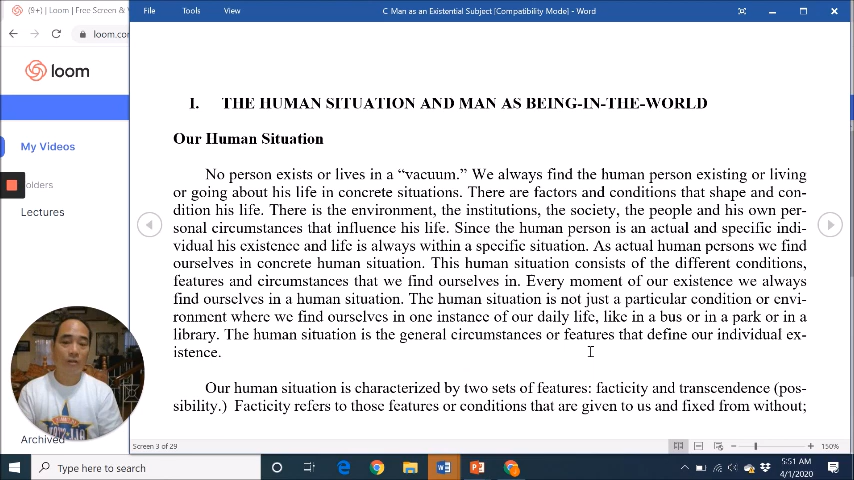 (9+) | Loom | Free Screen &
File
Tools
View
C Man as an Existential Subject [Compatibility Mode] - Word
loom.co
loom
My Videos
olders
Lectures
Archived
I. THE HUMAN SITUATION AND MAN AS BEING-IN-THE-WORLD
Our Human Situation
No person exists or lives in a “vacuum.” We always find the human person existing or living
or going about his life in concrete situations. There are factors and conditions that shape and con-
dition his life. There is the environment, the institutions, the society, the people and his own per-
sonal circumstances that influence his life. Since the human person is an actual and specific indi-
vidual his existence and life is always within a specific situation. As actual human persons we find
ourselves in concrete human situation. This human situation consists of the different conditions,
features and circumstances that we find ourselves in. Every moment of our existence we always
find ourselves in a human situation. The human situation is not just a particular condition or envi-
ronment where we find ourselves in one instance of our daily life, like in a bus or in a park or in a
library. The human situation is the general circumstances or features that define our individual ex-
istence.
Our human situation is characterized by two sets of features: facticity and transcendence (pos-
sibility.) Facticity refers to those features or conditions that are given to us and fixed from without;
Screen 3 of 29
150%
Type here to search
5:51 AM
4/1/2020